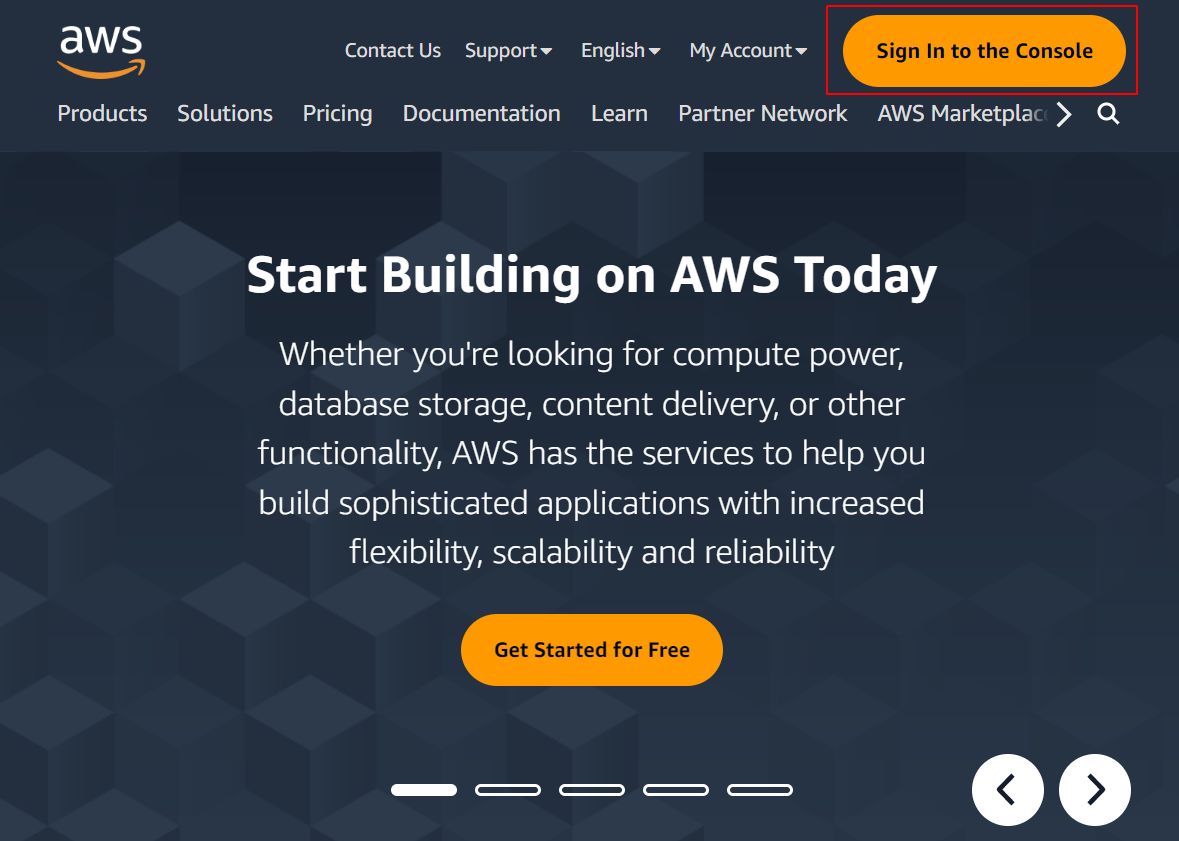 aws
Contact Us Support English My Account Sign In to the Console
Products Solutions Pricing Documentation Learn Partner Network AWS Marketplace
Start Building on AWS Today
Whether you're looking for compute power,
database storage, content delivery, or other
functionality, AWS has the services to help you
build sophisticated applications with increased
flexibility, scalability and reliability
Get Started for Free